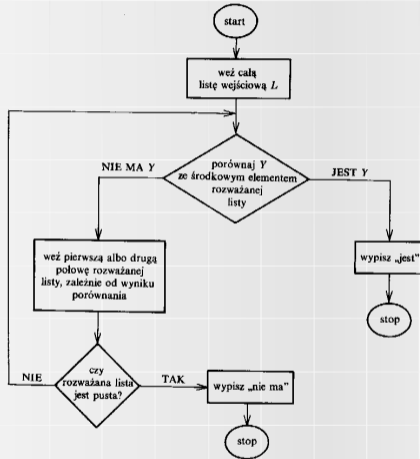 start
weź całą
listę wejściową L
porównaj Y
ze środkowym elementem
rozważanej
listy
NIE MA Y
JEST Y
weź pierwszą albo drugą
połowę rozważanej
listy, zależnie od wyniku
porównania
wypisz „jest”
stop
czy
rozważana lista
jest pusta?
NIE
TAK
wypisz „nie ma”
stop